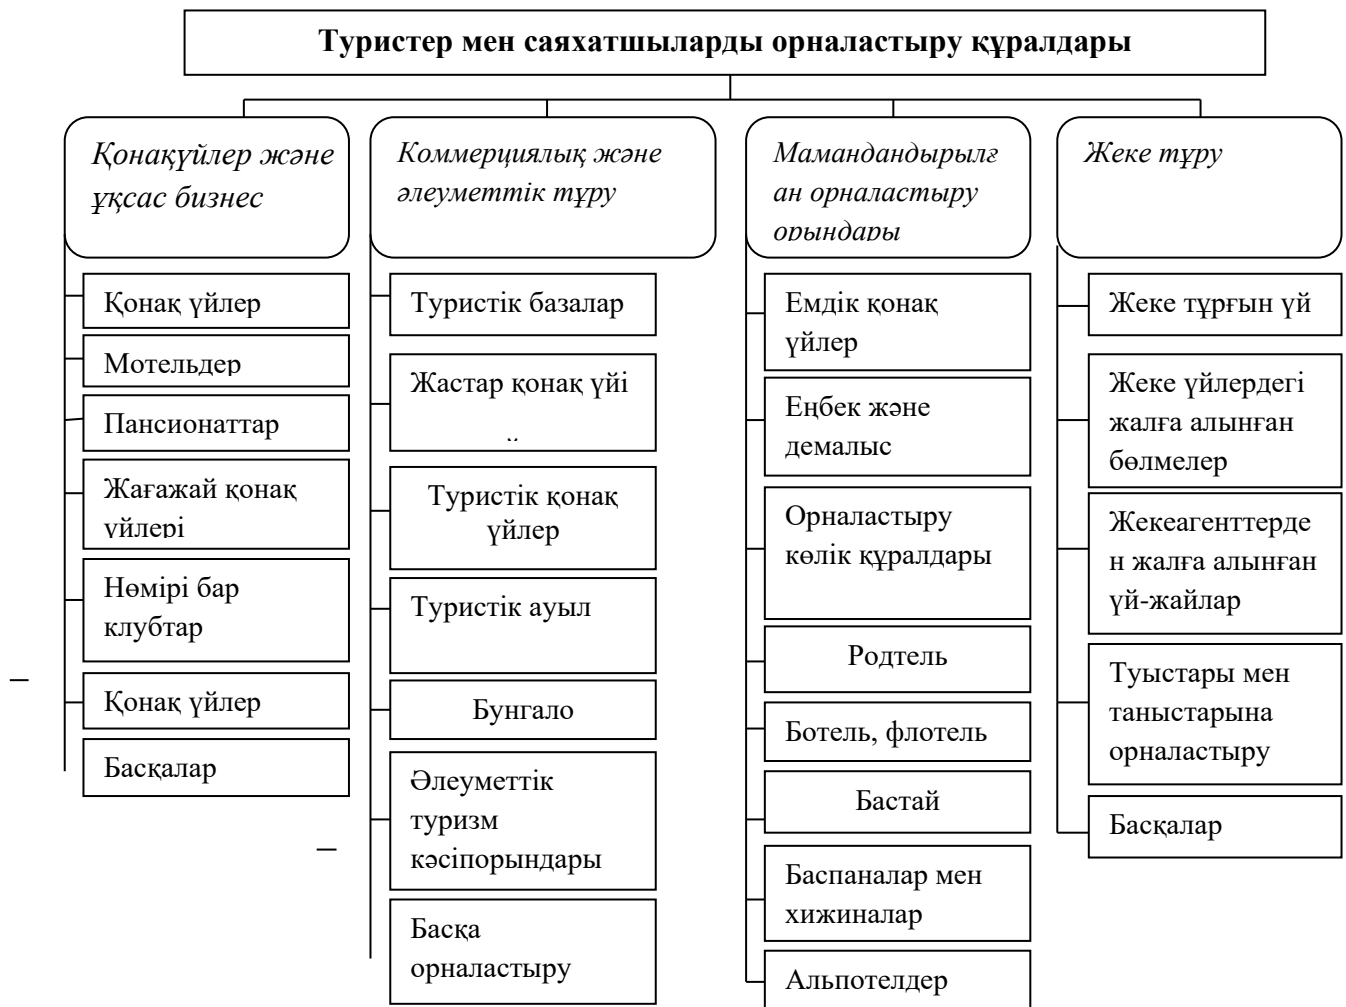 Туристер мен саяхатшыларды орналастыру құралдары
Қонақүйлер және
ұқсас бизнес
Қонақ үйлер
Мотельдер
Пансионаттар
Жағажай қонақ
үйлері
Нөмірі бар
клубтар
Қонақ үйлер
Басқалар
Коммерциялық және
әлеуметтік тұру
Туристік базалар
Жастар қонақ үйі
Туристік қонақ
үйлер
Туристік ауыл
Бунгало
Әлеуметтік
туризм
кәсіпорындары
Басқа
орналастыру
Мамандандырылғ
ан орналастыру
орындары
Емдік қонақ
үйлер
Еңбек және
демалыс
Орналастыру
көлік құралдары
Родтель
Ботель, флотель
Бастай
Баспаналар мен
хижиналар
Альпотелдер
Жеке тұру
Жеке тұрғын үй
Жеке үйлердегі
жалға алынған
бөлмелер
Жекеагенттерде
н жалға алынған
үй-жайлар
Туыстары мен
таныстарына
орналастыру
Басқалар